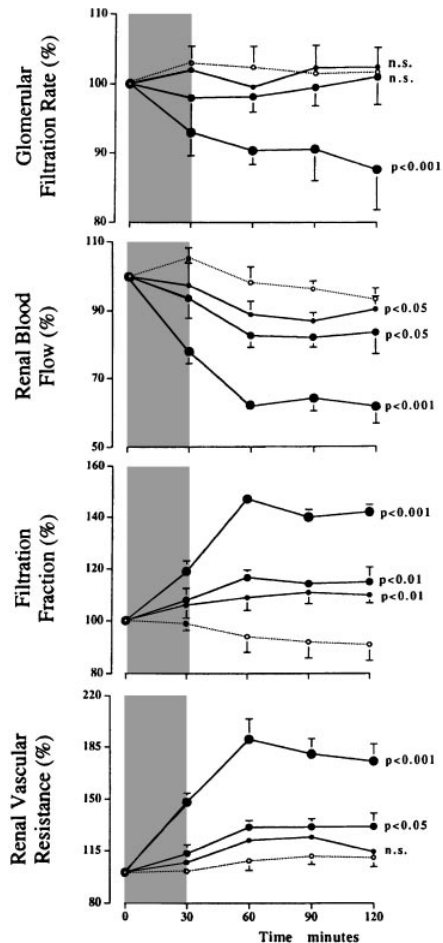 Glomerular
Filtration Rate (%)
110
100
90
80
n.s.
n.s.
p<0.001
Renal Blood
Flow (%)
110
90
70
50
p<0.05
p<0.05
p<0.001
Filtration
Fraction (%)
160
140
120
100
80
p<0.001
p<0.01
p<0.01
Renal Vascular
Resistance (%)
220
185
150
115
80
p<0.001
p<0.05
n.s.
0 30 60 90 120
Time minutes